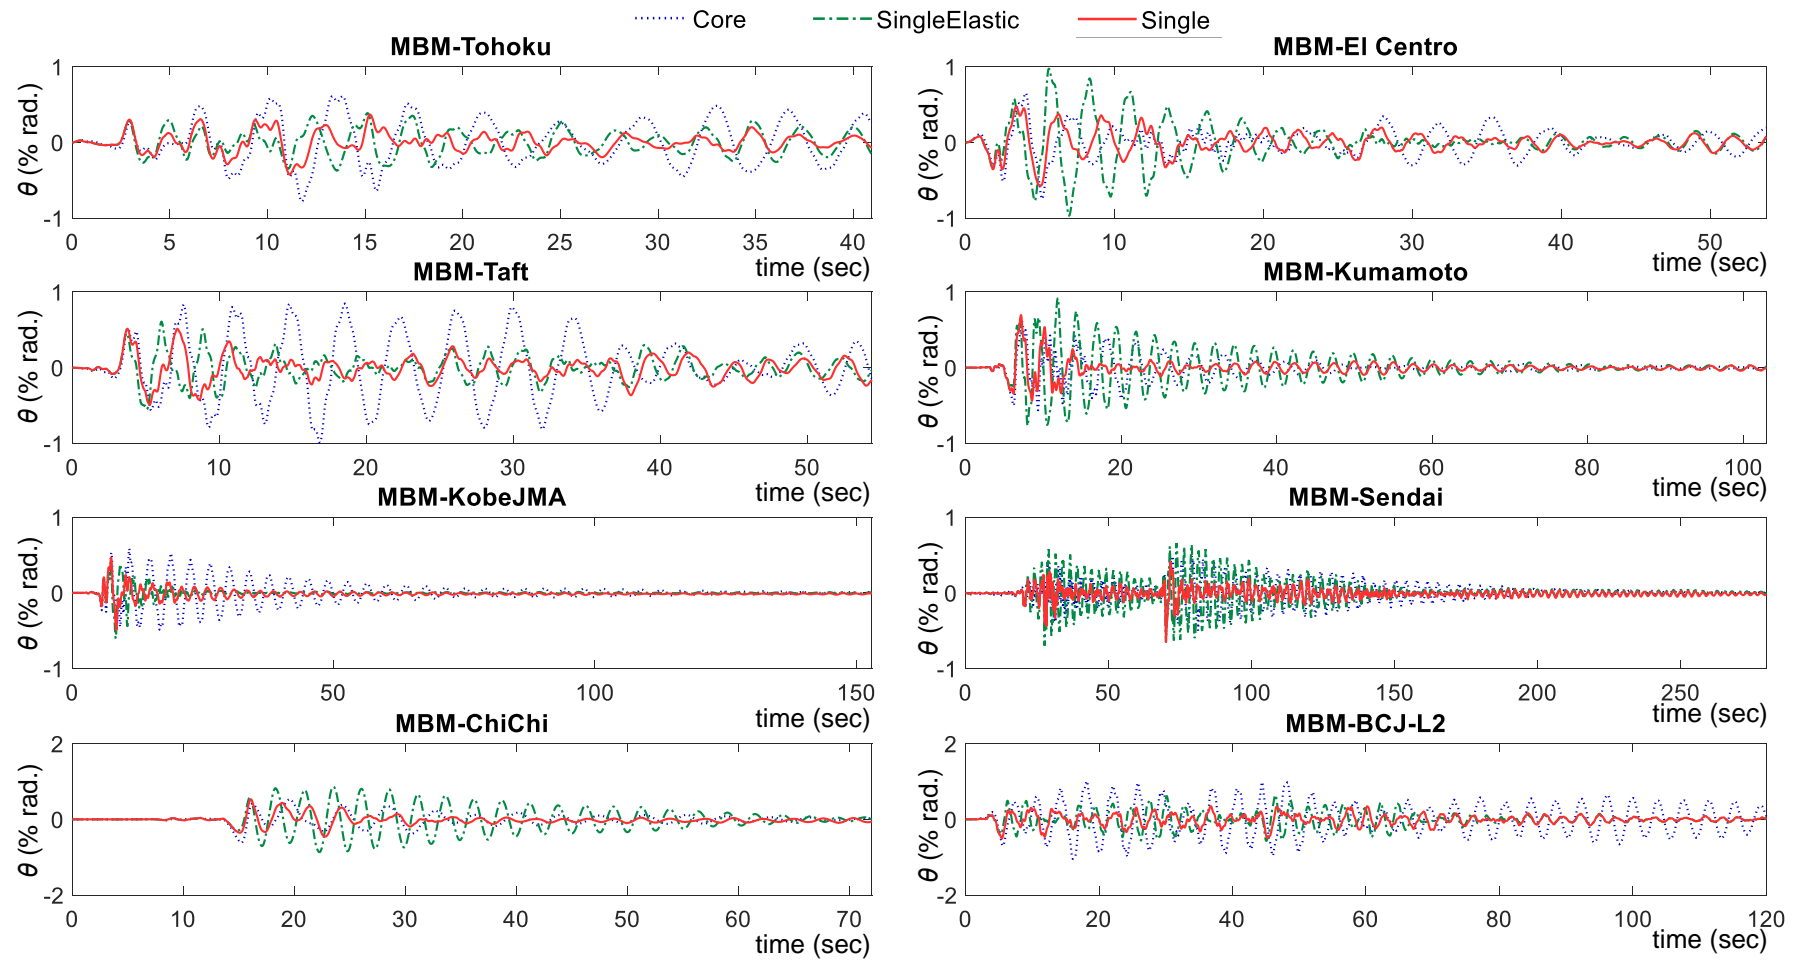 Core SingleElastic Single
MBM-Tohoku
θ (% rad.)
1
0
-1
0 5 10 15 20 25 30 35 40
time (sec)
MBM-El Centro
θ (% rad.)
1
0
-1
0 10 20 30 40 50
time (sec)
MBM-Taft
θ (% rad.)
1
0
-1
0 10 20 30 40 50
time (sec)
MBM-Kumamoto
θ (% rad.)
1
0
-1
0 20 40 60 80 100
time (sec)
MBM-KobeJMA
θ (% rad.)
1
0
-1
0 50 100 150
time (sec)
MBM-Sendai
θ (% rad.)
1
0
-1
0 50 100 150 200 250
time (sec)
MBM-ChiChi
θ (% rad.)
2
0
-2
0 10 20 30 40 50 60 70
time (sec)
MBM-BCJ-L2
θ (% rad.)
2
0
-2
0 20 40 60 80 100 120
time (sec)